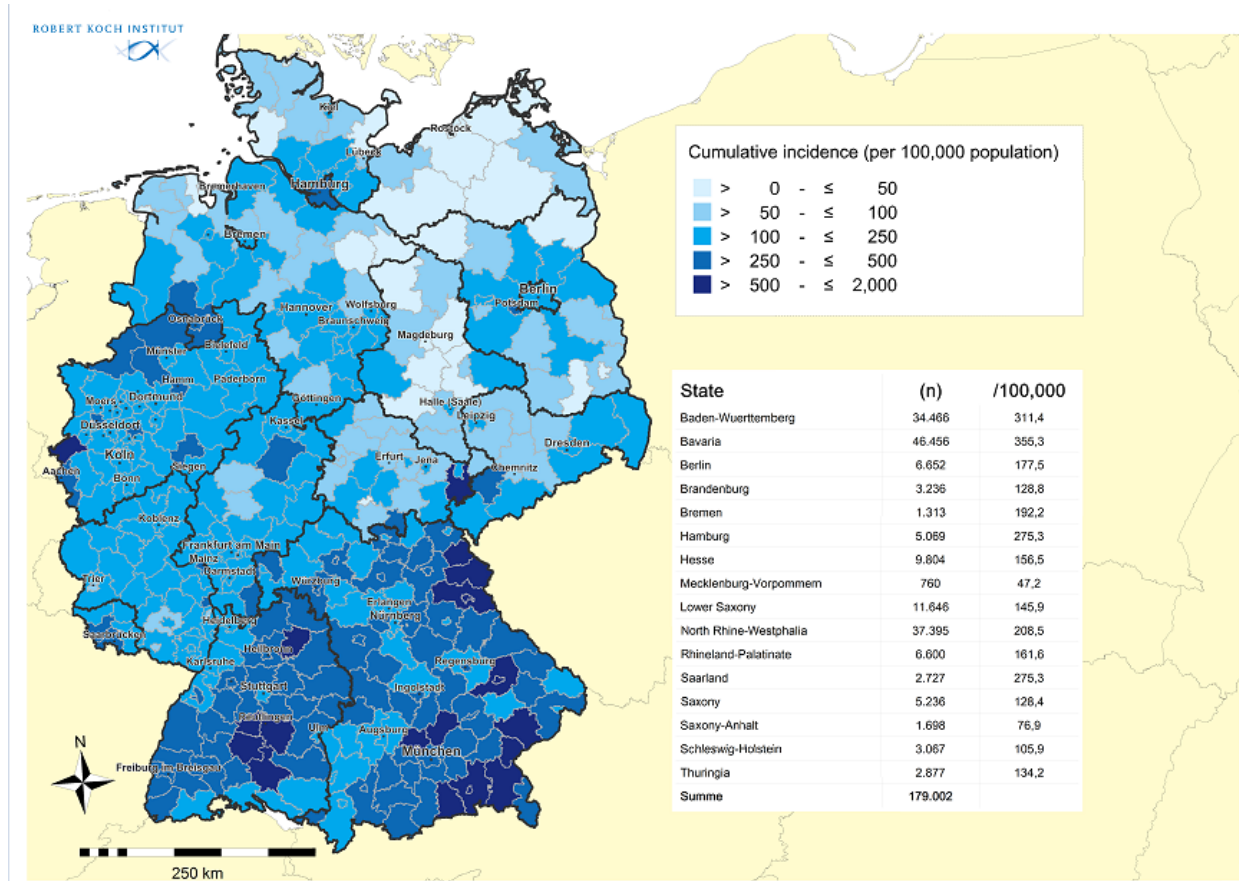 ROBERT KOCH INSTITUT
Kiel
Rostock
Lübeck
Bremerhaven
Hamburg
Bremen
Berlin
Potsdam
Hannover
Wolfsburg
Braunschweig
Osnabrück
Magdeburg
Münster
Bielefeld
Hamm
Paderborn
Moers
Dortmund
Göttingen
Halle (Saale)
Leipzig
Düsseldorf
Kassel
Dresden
Köln
Erfurt
Jena
Chemnitz
Aachen
Siegen
Bonn
Koblenz
Frankfurt am Main
Mainz
Darmstadt
Trier
Würzburg
Erlangen
Nürnberg
Heidelberg
Saarbrücken
Heilbronn
Karlsruhe
Regensburg
Stuttgart
Ingolstadt
Reutlingen
Ulm
Augsburg
München
Freiburg im Breisgau
N
250 km
Cumulative incidence (per 100,000 population)
> 0 - ≤ 50
> 50 - ≤ 100
> 100 - ≤ 250
> 250 - ≤ 500
> 500 - ≤ 2,000
State (n) /100,000
Baden-Wuerttemberg 34.466 311,4
Bavaria 46.456 355,3
Berlin 6.652 177,5
Brandenburg 3.236 128,8
Bremen 1.313 192,2
Hamburg 5.069 275,3
Hesse 9.804 156,5
Mecklenburg-Vorpommern 760 47,2
Lower Saxony 11.646 145,9
North Rhine-Westphalia 37.395 208,5
Rhineland-Palatinate 6.600 161,6
Saarland 2.727 275,3
Saxony 5.236 128,4
Saxony-Anhalt 1.698 76,9
Schleswig-Holstein 3.067 105,9
Thuringia 2.877 134,2
Summe 179.002